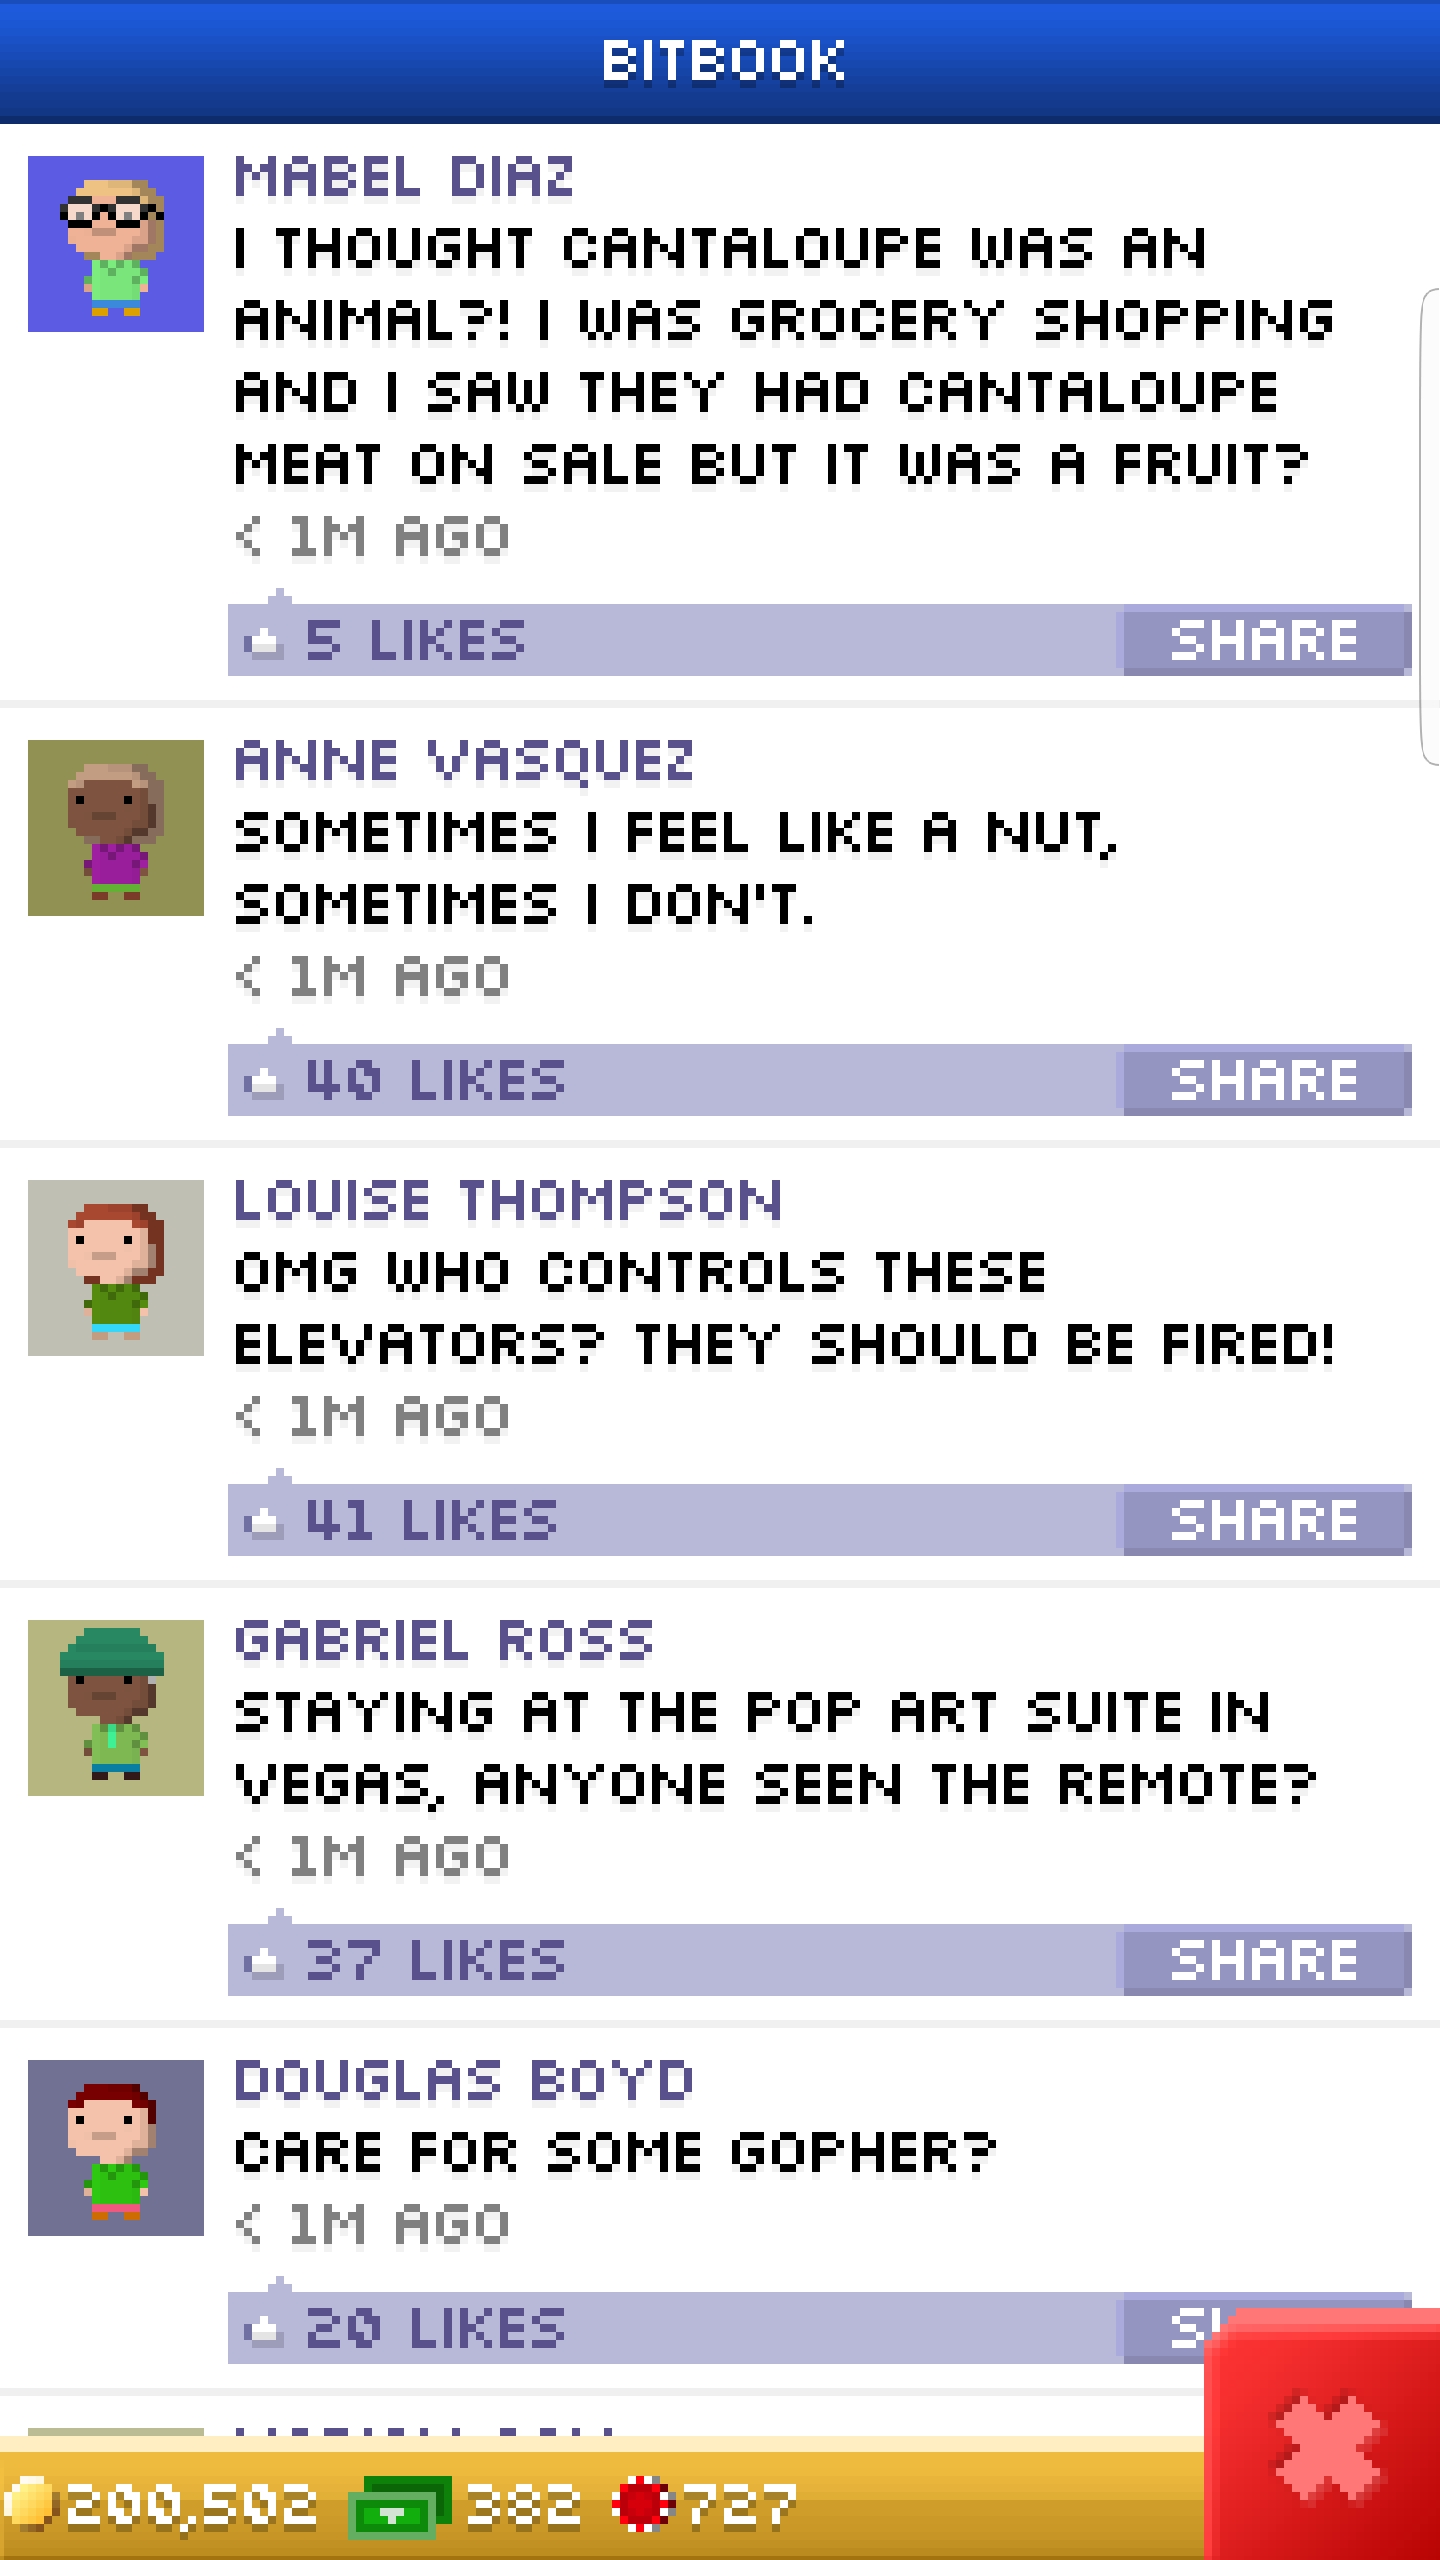 BITBOOK
MABEL DIAZ
I THOUGHT CANTALOUPE WAS AN
ANIMAL?! I WAS GROCERY SHOPPING
AND I SAW THEY HAD CANTALOUPE
MEAT ON SALE BUT IT WAS A FRUIT?
< 1M AGO
5 LIKES SHARE
ANNE VASQUEZ
SOMETIMES I FEEL LIKE A NUT,
SOMETIMES I DON'T.
< 1M AGO
40 LIKES SHARE
LOUISE THOMPSON
OMG WHO CONTROLS THESE
ELEVATORS? THEY SHOULD BE FIRED!
< 1M AGO
41 LIKES SHARE
GABRIEL ROSS
STAYING AT THE POP ART SUITE IN
VEGAS, ANYONE SEEN THE REMOTE?
< 1M AGO
37 LIKES SHARE
DOUGLAS BOYD
CARE FOR SOME GOPHER?
< 1M AGO
20 LIKES
200,502 382 727